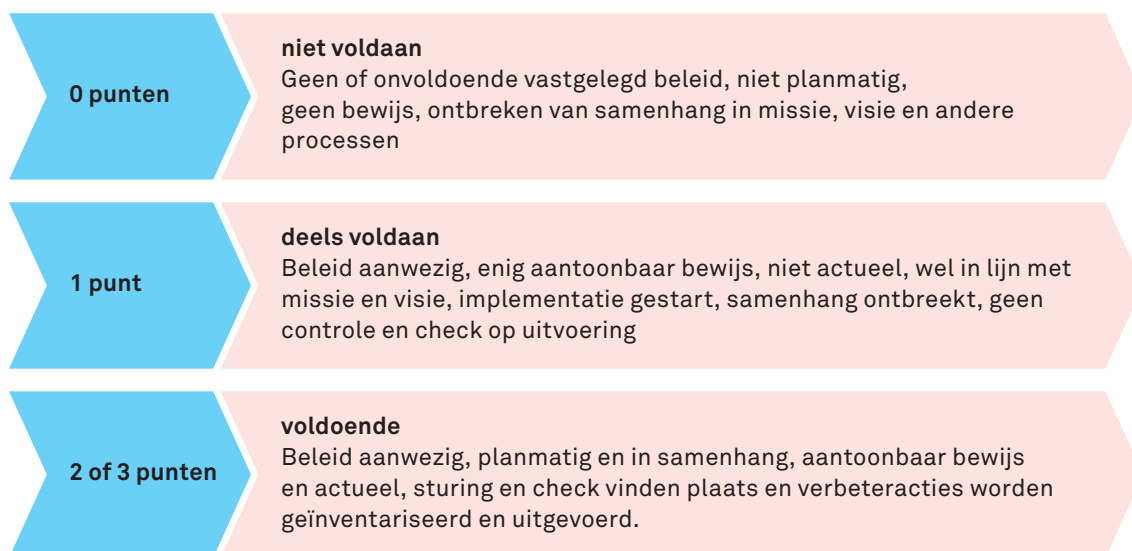 0 punten
niet voldaan
Geen of onvoldoende vastgelegd beleid, niet planmatig,
geen bewijs, ontbreken van samenhang in missie, visie en andere
processen
1 punt
deels voldaan
Beleid aanwezig, enig aantoonbaar bewijs, niet actueel, wel in lijn met
missie en visie, implementatie gestart, samenhang ontbreekt, geen
controle en check op uitvoering
2 of 3 punten
voldoende
Beleid aanwezig, planmatig en in samenhang, aantoonbaar bewijs
en actueel, sturing en check vinden plaats en verbeteracties worden
geïnventariseerd en uitgevoerd.